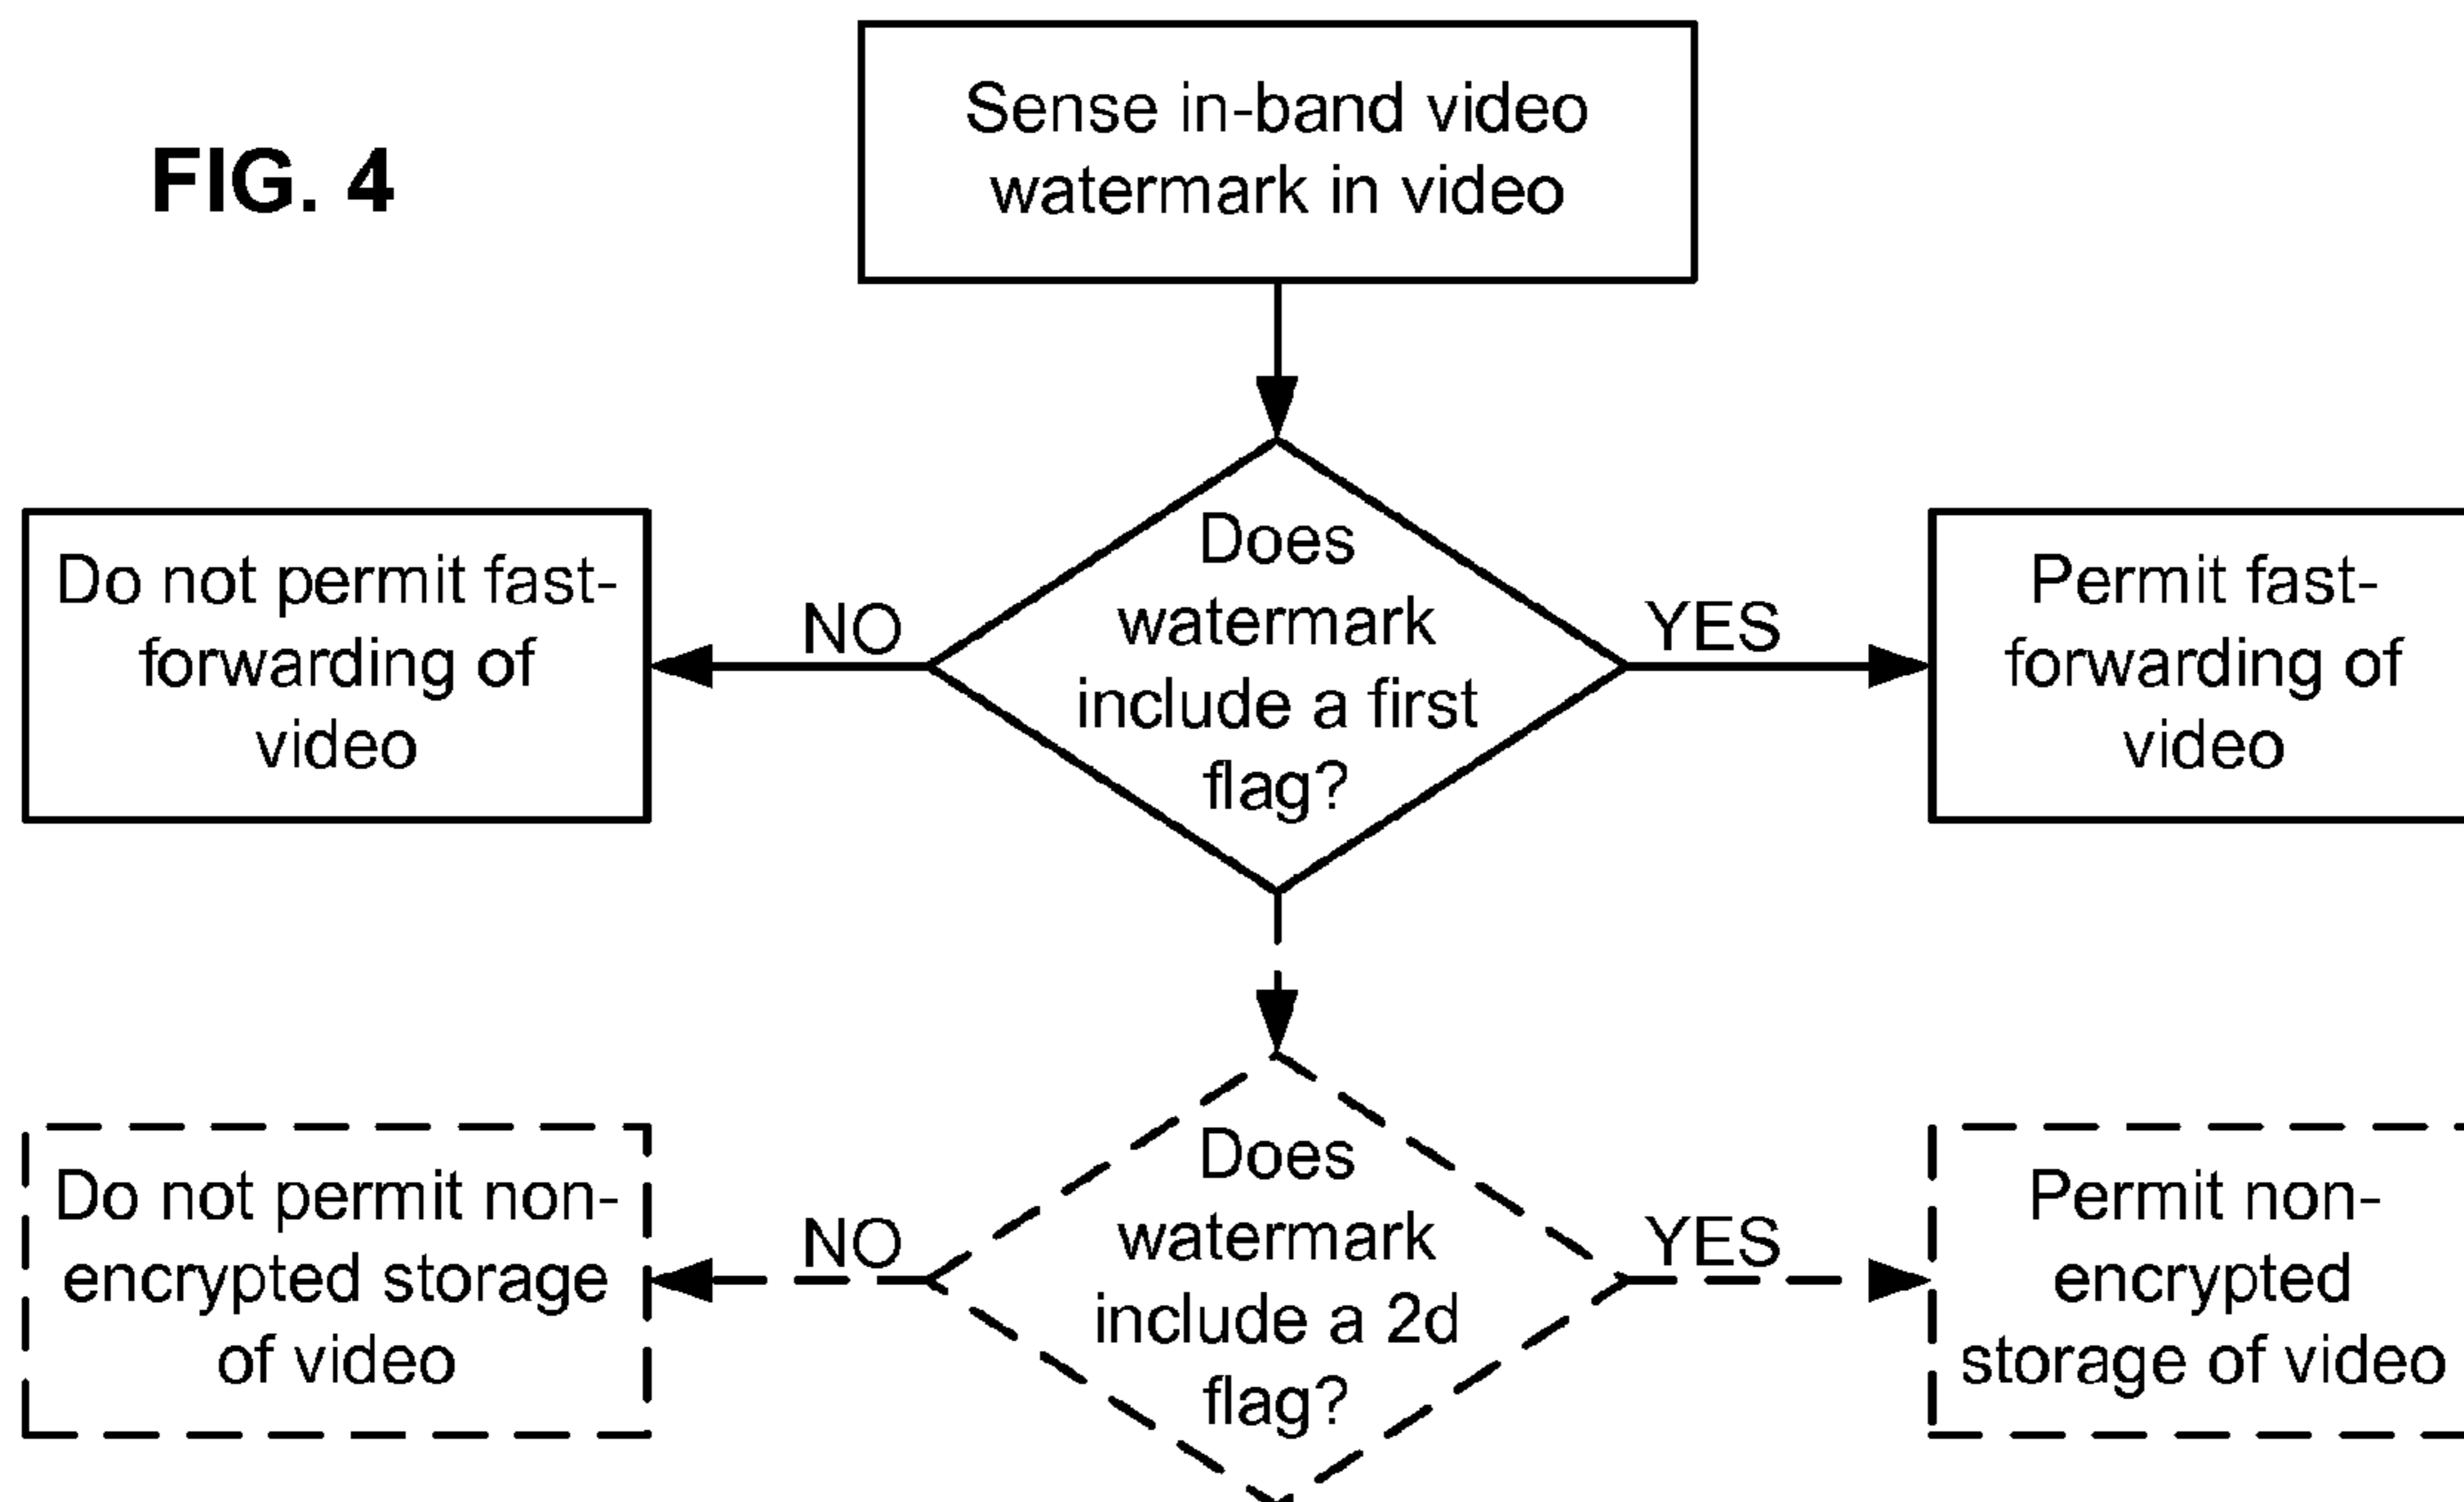 FIG. 4
Sense in-band video
watermark in video
Does
watermark
include a first
flag?
NO
YES
Do not permit fast-
forwarding of
video
Permit fast-
forwarding of
video
Does
watermark
include a 2d
flag?
NO
YES
Do not permit non-
encrypted storage
of video
Permit non-
encrypted
storage of video